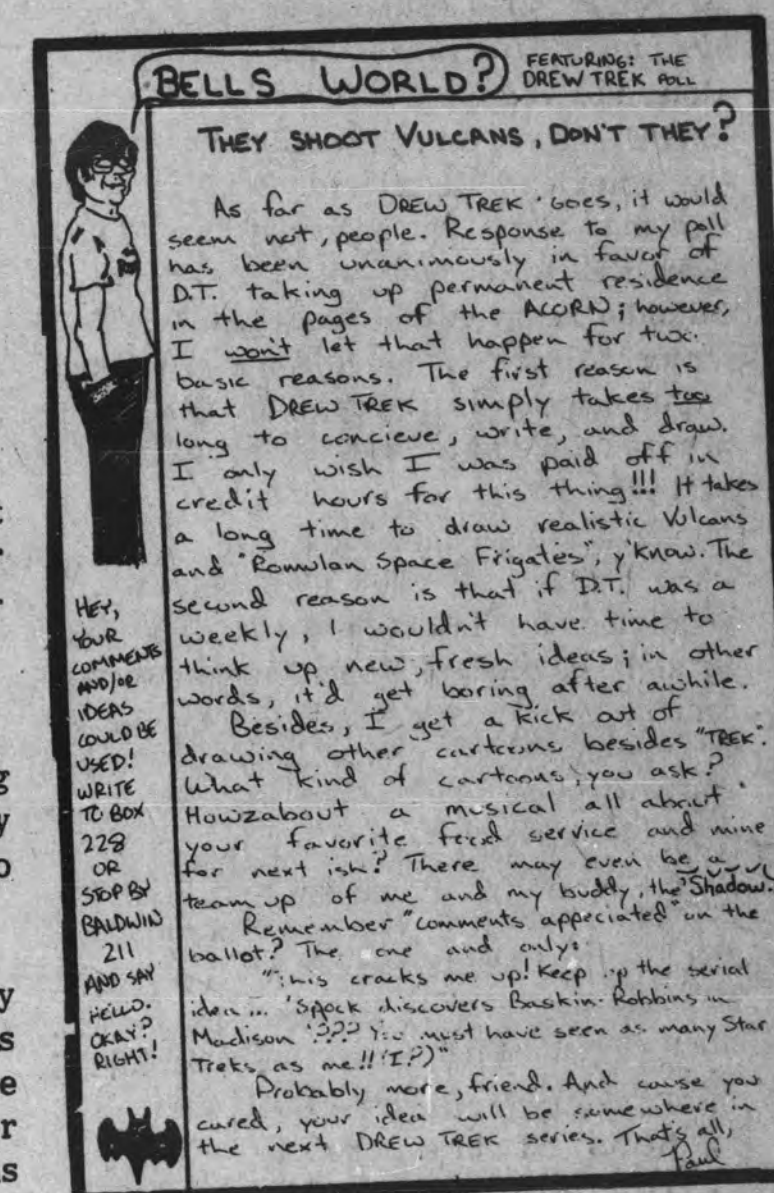 BELLS WORLD?
FEATURING: THE
DREW TREK POLL
THEY SHOOT VULCANS, DON'T THEY?
As far as DREW TREK GOES, it would
seem not, people. Response to my poll
has been unanimously in favor of
D.T. taking up permanent residence
in the pages of the ACORN; however,
I won't let that happen for two
basic reasons. The first reason is
that DREW TREK simply takes too
long to concieve, write, and draw.
I only wish I was paid off in
credit hours for this thing!!! It takes
a long time to draw realistic Vulcans
and "Romulan Space Frigates", y'know. The
second reason is that if D.T. was a
weekly, I wouldn't have time to
think up new, fresh ideas; in other
words, it'd get boring after awhile.
Besides, I get a kick out of
drawing other cartoons besides "TREK".
What kind of cartoons, you ask?
Howzabout a musical all about
your favorite food service and mine
for next ish? There may even be a
team up of me and my buddy, the "Shadow."
Remember "comments appeciated" on the
ballot? The one and only:
"This cracks me up! Keep up the serial
idea... 'Spock discovers Baskin-Robbins in
Madison'??? You must have seen as many Star
Treks as me!! (I?)"
Probably more, friend. And cause you
cared, your idea will be somewhere in
the next DREW TREK series. That's all,
Paul
HEY,
YOUR
COMMENTS
AND/OR
IDEAS
COULD BE
USED!
WRITE
TO BOX
228
OR
STOP BY
BALDWIN
211
AND SAY
HELLO.
OKAY?
RIGHT!
g
y
o
y
s
e
r
as